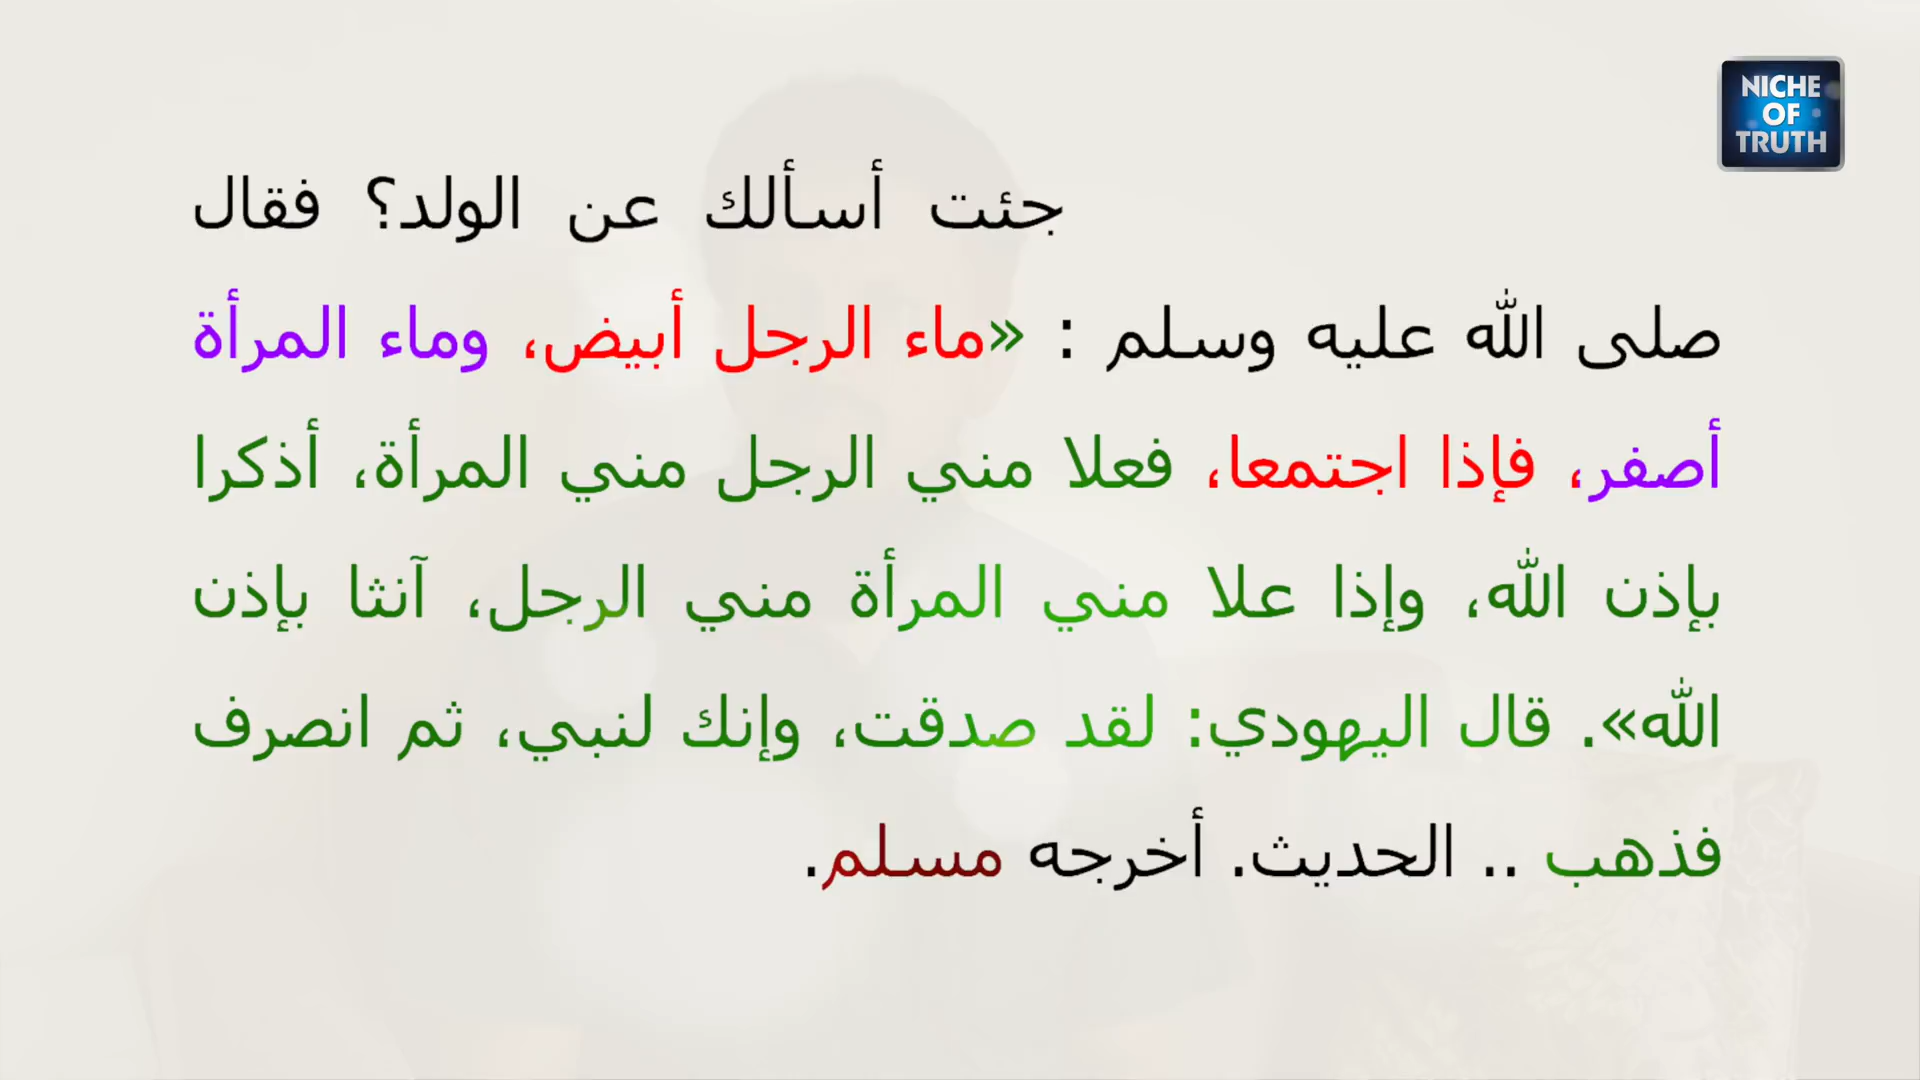 NICHE
OF
TRUTH
جئت أسألك عن الولد؟ فقال
صلى الله عليه وسلم : «ماء الرجل أبيض، وماء المرأة
أصفر، فإذا اجتمعا، فعلا مني الرجل مني المرأة، أذكرا
بإذن الله، وإذا علا مني المرأة مني الرجل، آنثا بإذن
الله». قال اليهودي: لقد صدقت، وإنك لنبي، ثم انصرف
فذهب .. الحديث. أخرجه مسلم.